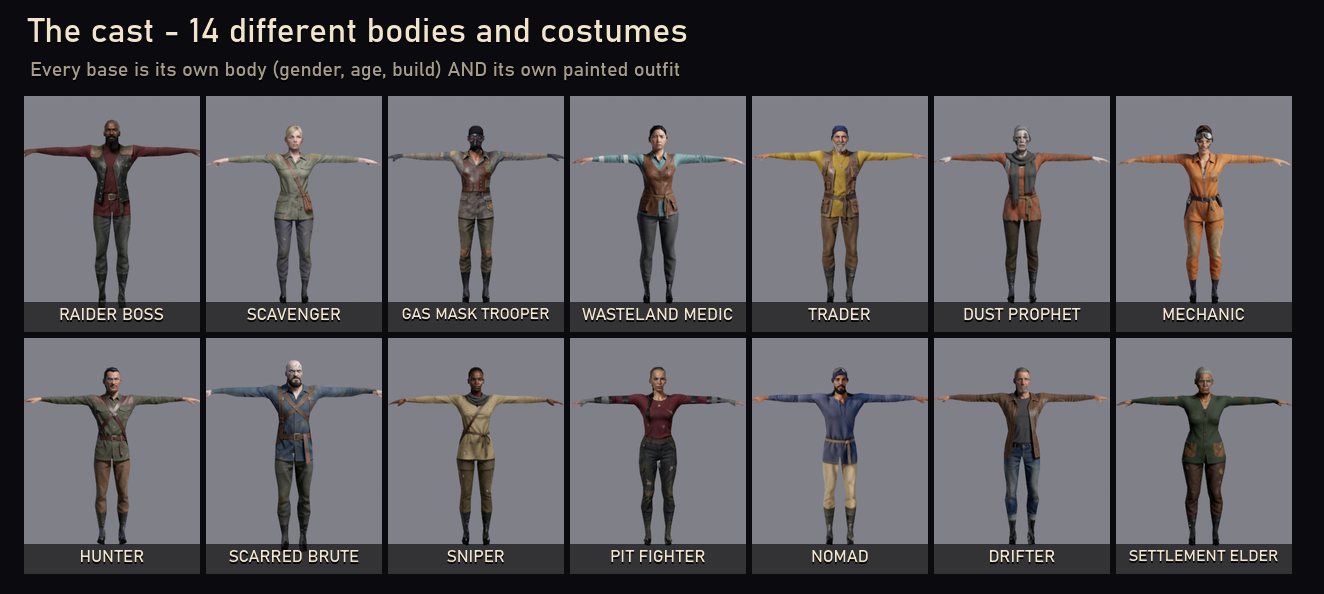 The cast - 14 different bodies and costumes
Every base is its own body (gender, age, build) AND its own painted outfit
RAIDER BOSS
SCAVENGER
GAS MASK TROOPER
WASTELAND MEDIC
TRADER
DUST PROPHET
MECHANIC
HUNTER
SCARRED BRUTE
SNIPER
PIT FIGHTER
NOMAD
DRIFTER
SETTLEMENT ELDER